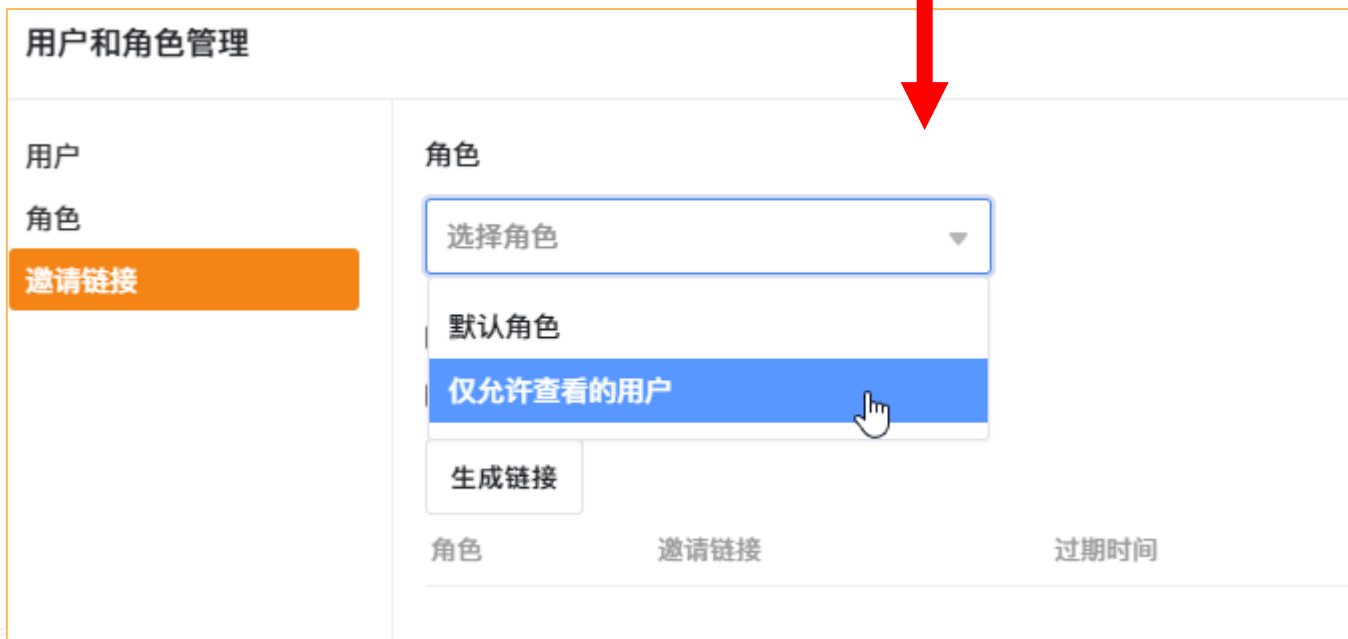 用户和角色管理
用户
角色
邀请链接
角色
选择角色
默认角色
仅允许查看的用户
生成链接
角色 邀请链接 过期时间